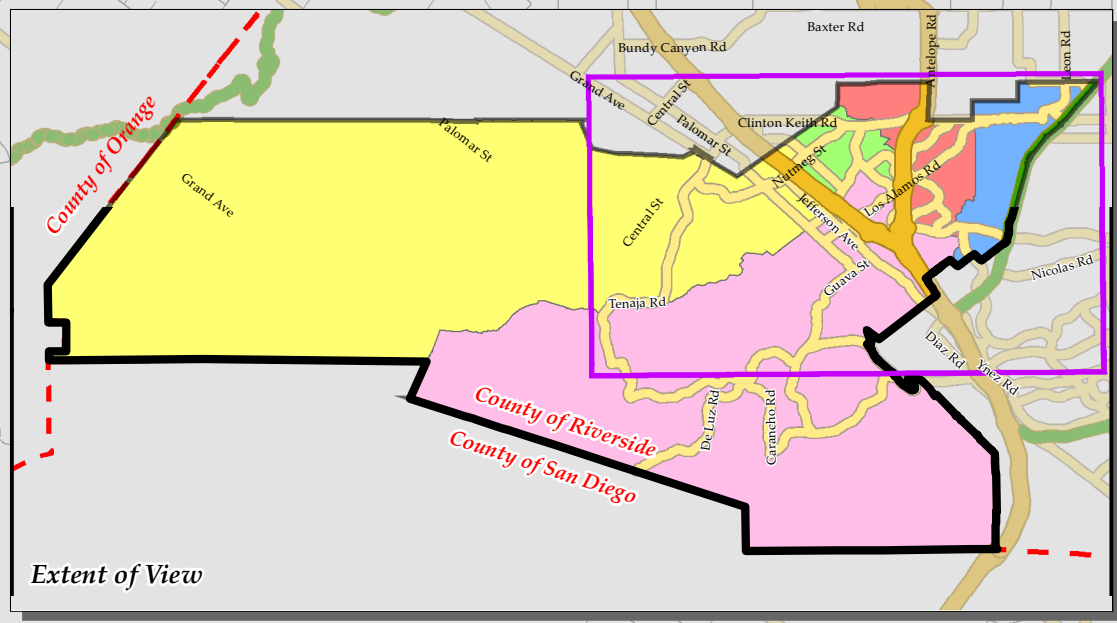 Baxter Rd
Antelope Rd
Leon Rd
Bundy Canyon Rd
Grand Ave
Central St
Palomar St
Clinton Keith Rd
County of Orange
Palomar St
Grand Ave
Nutmeg St
Los Alamos Rd
Central St
Jefferson Ave
Nicolas Rd
Guava St
Tenaja Rd
Diaz Rd
Ynez Rd
De Luz Rd
Carancho Rd
County of Riverside
County of San Diego
Extent of View